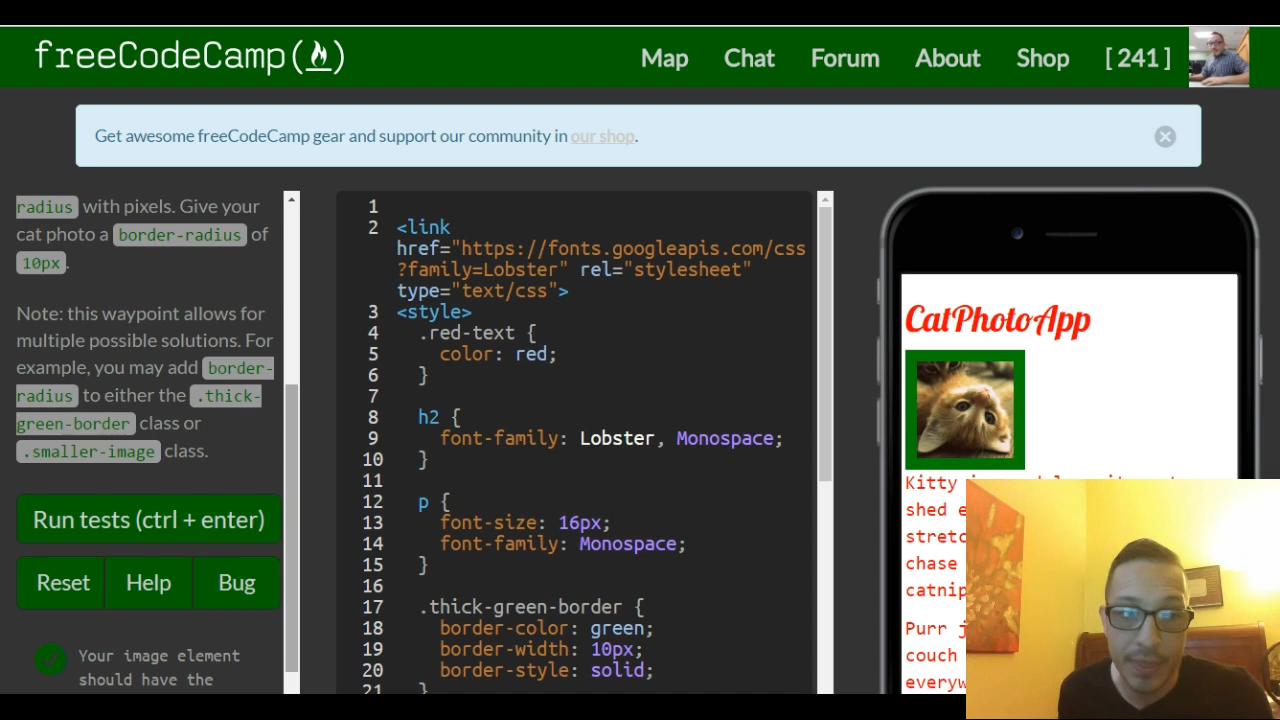 freeCodeCamp(🔥)
Map Chat Forum About Shop [ 241 ]
Get awesome freeCodeCamp gear and support our community in our shop.
radius with pixels. Give your
cat photo a border-radius of
10px.
Note: this waypoint allows for
multiple possible solutions. For
example, you may add border-
radius to either the .thick-
green-border class or
.smaller-image class.
Run tests (ctrl + enter)
Reset Help Bug
Your image element
should have the
1
2 <link
href="https://fonts.googleapis.com/css
?family=Lobster" rel="stylesheet"
type="text/css">
3 <style>
4 .red-text {
5 color: red;
6 }
7
8 h2 {
9 font-family: Lobster, Monospace;
10 }
11
12 p {
13 font-size: 16px;
14 font-family: Monospace;
15 }
16
17 .thick-green-border {
18 border-color: green;
19 border-width: 10px;
20 border-style: solid;
21 }
CatPhotoApp
Kitty
shed
stretc
chase
catnip
Purr j
couch
everyw